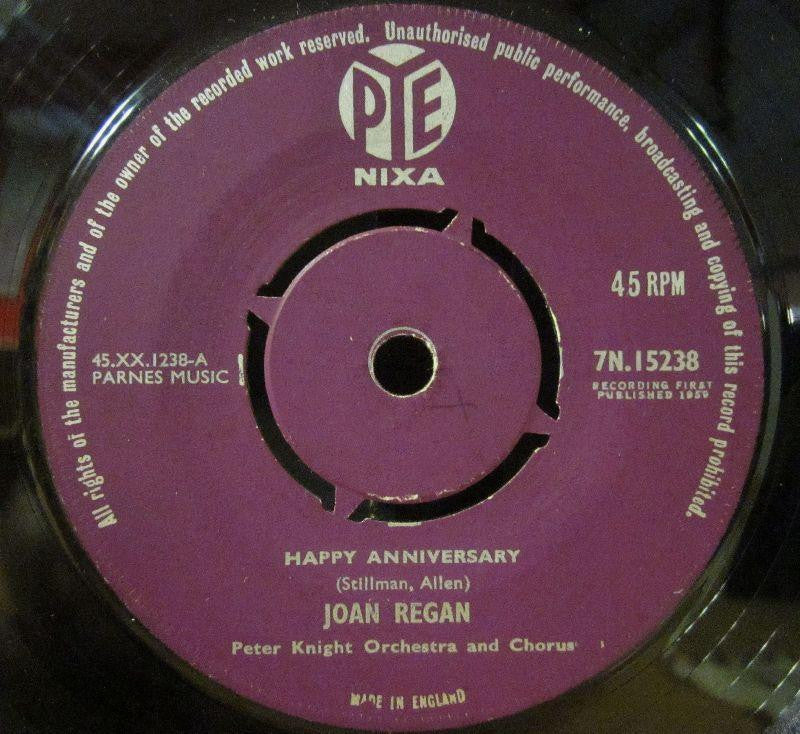 All rights of the manufacturers and of the owner of the recorded work reserved. Unauthorised public performance, broadcasting and copying of this record prohibited.
PYE
NIXA
45 RPM
45.XX.1238-A
PARNES MUSIC
7N.15238
RECORDING FIRST
PUBLISHED 1959
HAPPY ANNIVERSARY
(Stillman, Allen)
JOAN REGAN
Peter Knight Orchestra and Chorus
MADE IN ENGLAND